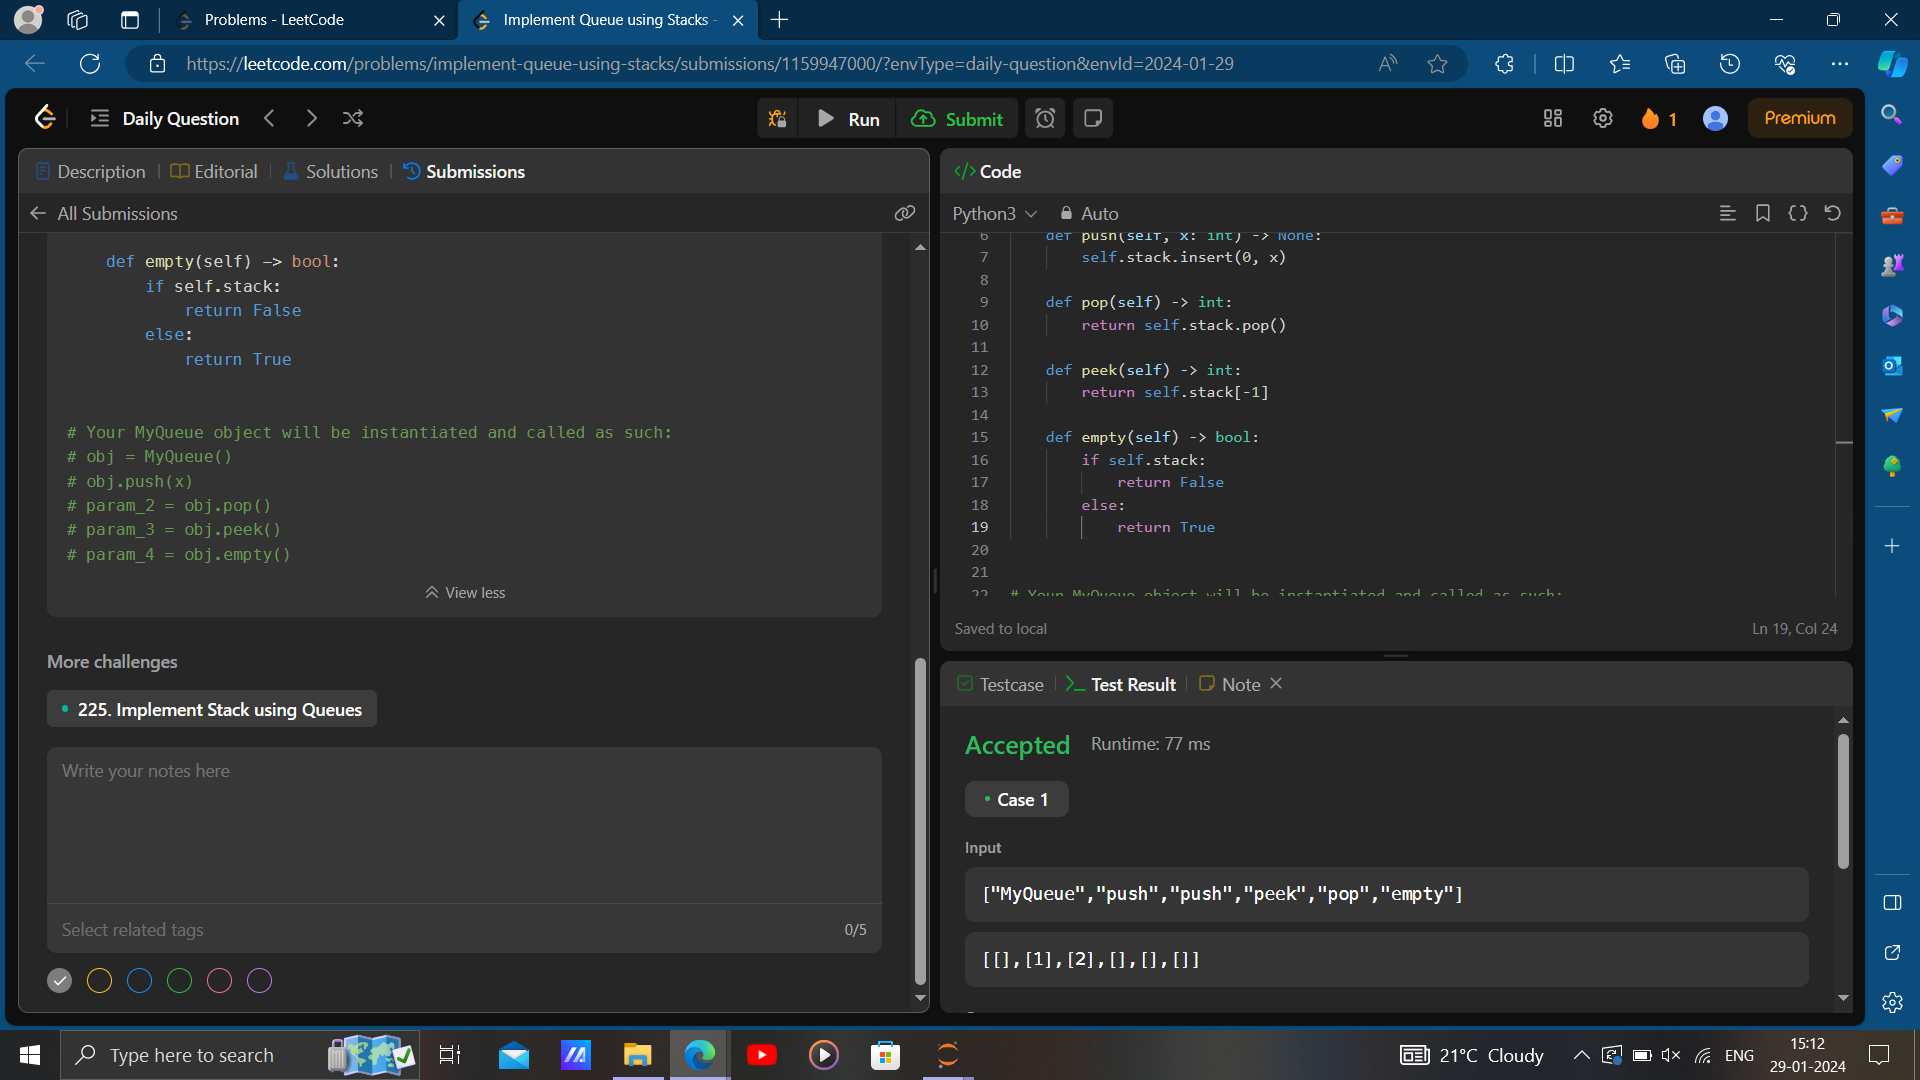 Problems - LeetCode
Implement Queue using Stacks -
https://leetcode.com/problems/implement-queue-using-stacks/submissions/1159947000/?envType=daily-question&envId=2024-01-29
Daily Question
Run
Submit
1
Premium
Description
Editorial
Solutions
Submissions
All Submissions
def empty(self) -> bool:
if self.stack:
return False
else:
return True
# Your MyQueue object will be instantiated and called as such:
# obj = MyQueue()
# obj.push(x)
# param_2 = obj.pop()
# param_3 = obj.peek()
# param_4 = obj.empty()
View less
More challenges
225. Implement Stack using Queues
Write your notes here
Select related tags
0/5
</> Code
Python3
Auto
6 def push(self, x: int) -> None:
7 self.stack.insert(0, x)
8
9 def pop(self) -> int:
10 return self.stack.pop()
11
12 def peek(self) -> int:
13 return self.stack[-1]
14
15 def empty(self) -> bool:
16 if self.stack:
17 return False
18 else:
19 return True
20
21
22 # Your MyQueue object will be instantiated and called as such:
Saved to local
Ln 19, Col 24
Testcase
Test Result
Note
Accepted
Runtime: 77 ms
Case 1
Input
["MyQueue","push","push","peek","pop","empty"]
[[],[1],[2],[],[],[]]
Type here to search
21°C Cloudy
ENG
15:12
29-01-2024